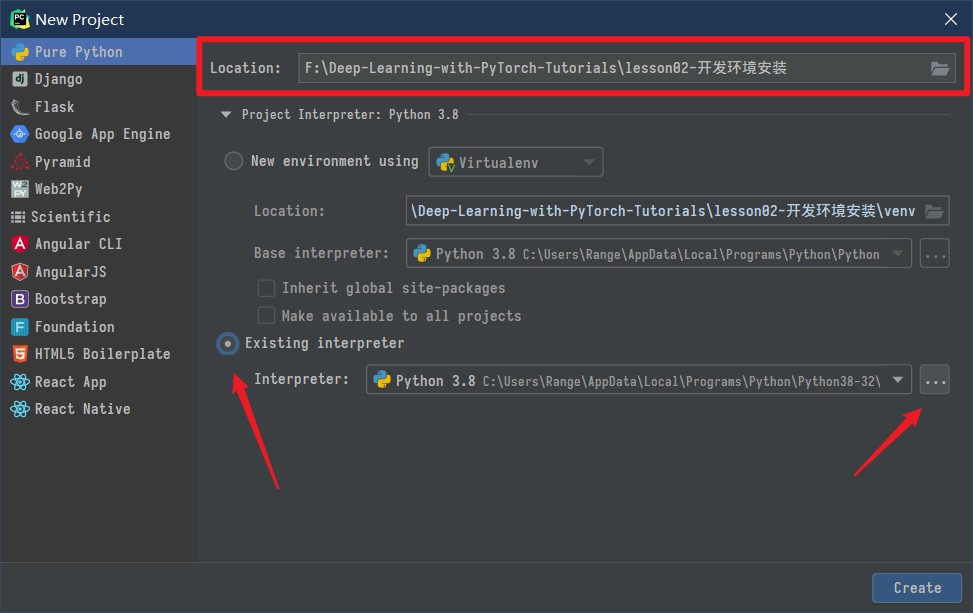 New Project
Pure Python
Django
Flask
Google App Engine
Pyramid
Web2Py
Scientific
Angular CLI
AngularJS
Bootstrap
Foundation
HTML5 Boilerplate
React App
React Native
Location: F:\Deep-Learning-with-PyTorch-Tutorials\lesson02-开发环境安装
Project Interpreter: Python 3.8
New environment using Virtualenv
Location: \Deep-Learning-with-PyTorch-Tutorials\lesson02-开发环境安装\venv
Base interpreter: Python 3.8 C:\Users\Range\AppData\Local\Programs\Python\Python ...
Inherit global site-packages
Make available to all projects
Existing interpreter
Interpreter: Python 3.8 C:\Users\Range\AppData\Local\Programs\Python\Python38-32\ ...
Create